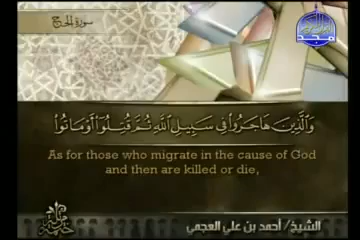 سورة الحج
وَالَّذِينَ هَاجَرُوا فِي سَبِيلِ اللَّهِ ثُمَّ قُتِلُوا أَوْ مَاتُوا
As for those who migrate in the cause of God
and then are killed or die,
الشيخ/ أحمد بن علي العجمي